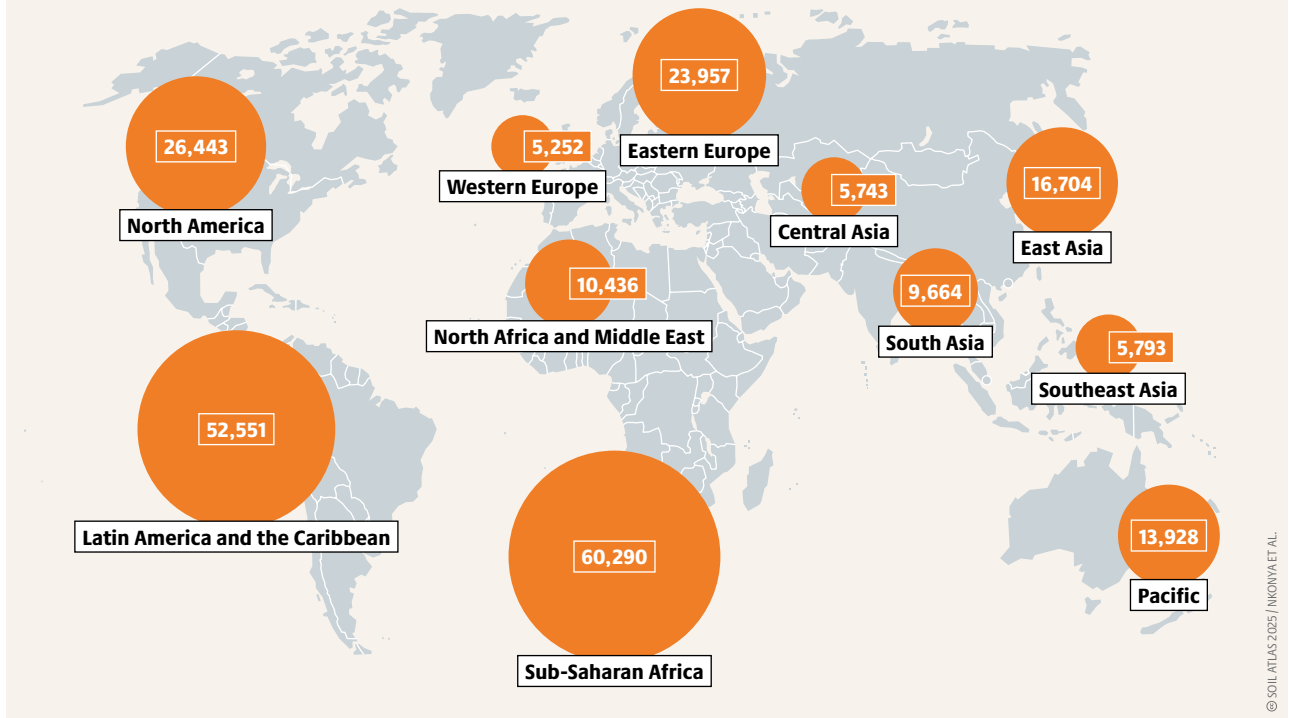 23,957
Eastern Europe
26,443
North America
5,252
Western Europe
5,743
Central Asia
16,704
East Asia
10,436
North Africa and Middle East
9,664
South Asia
5,793
Southeast Asia
52,551
Latin America and the Caribbean
60,290
Sub-Saharan Africa
13,928
Pacific
© SOIL ATLAS 2025 / NKONYA ET AL.